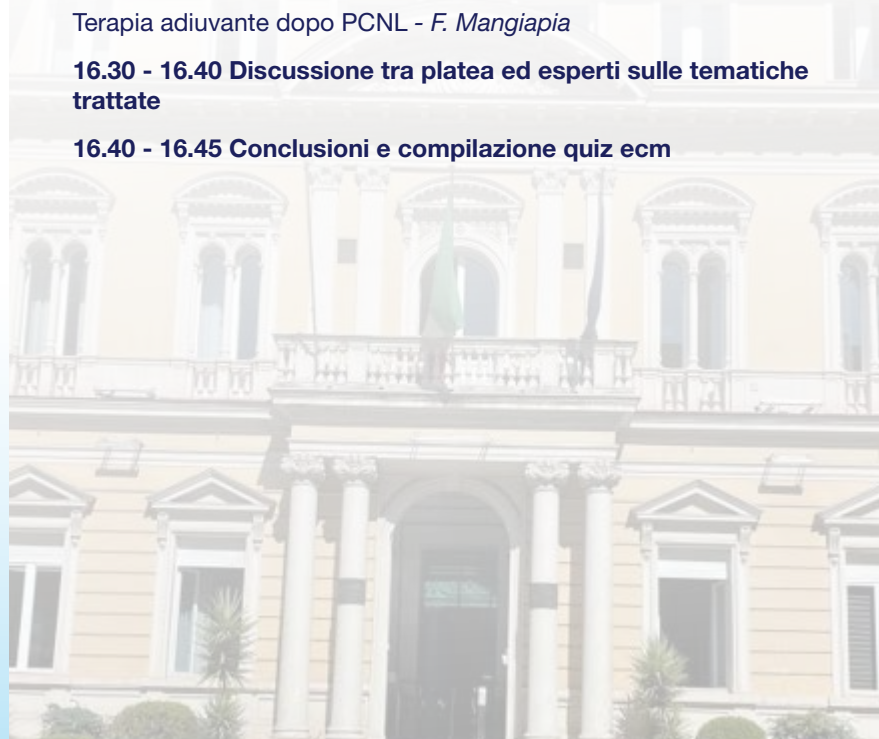 Terapia adiuvante dopo PCNL - F. Mangiapia
16.30 - 16.40 Discussione tra platea ed esperti sulle tematiche
trattate
16.40 - 16.45 Conclusioni e compilazione quiz ecm